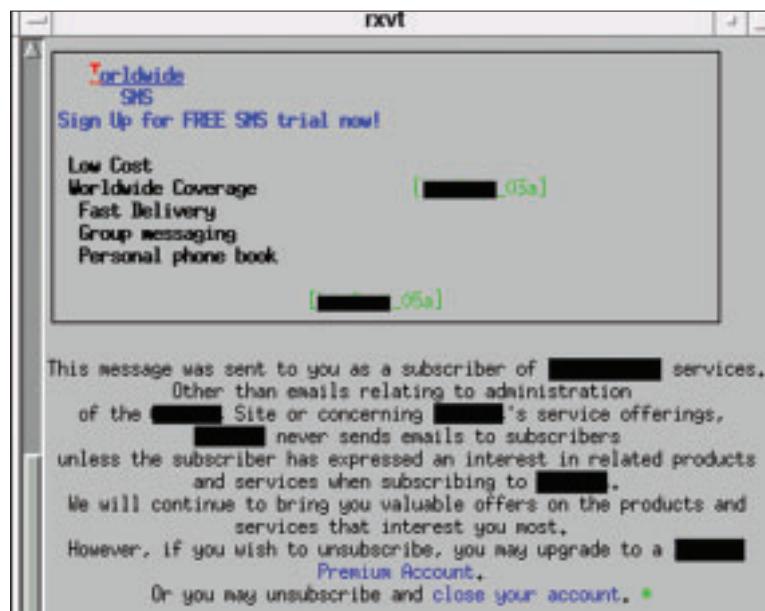 rxvt
Worldwide
SMS
Sign Up for FREE SMS trial now!
Low Cost
Worldwide Coverage [ _05a]
Fast Delivery
Group messaging
Personal phone book
[ _05a]
This message was sent to you as a subscriber of services.
Other than emails relating to administration
of the Site or concerning 's service offerings,
never sends emails to subscribers
unless the subscriber has expressed an interest in related products
and services when subscribing to .
We will continue to bring you valuable offers on the products and
services that interest you most.
However, if you wish to unsubscribe, you may upgrade to a
Premium Account.
Or you may unsubscribe and close your account. *